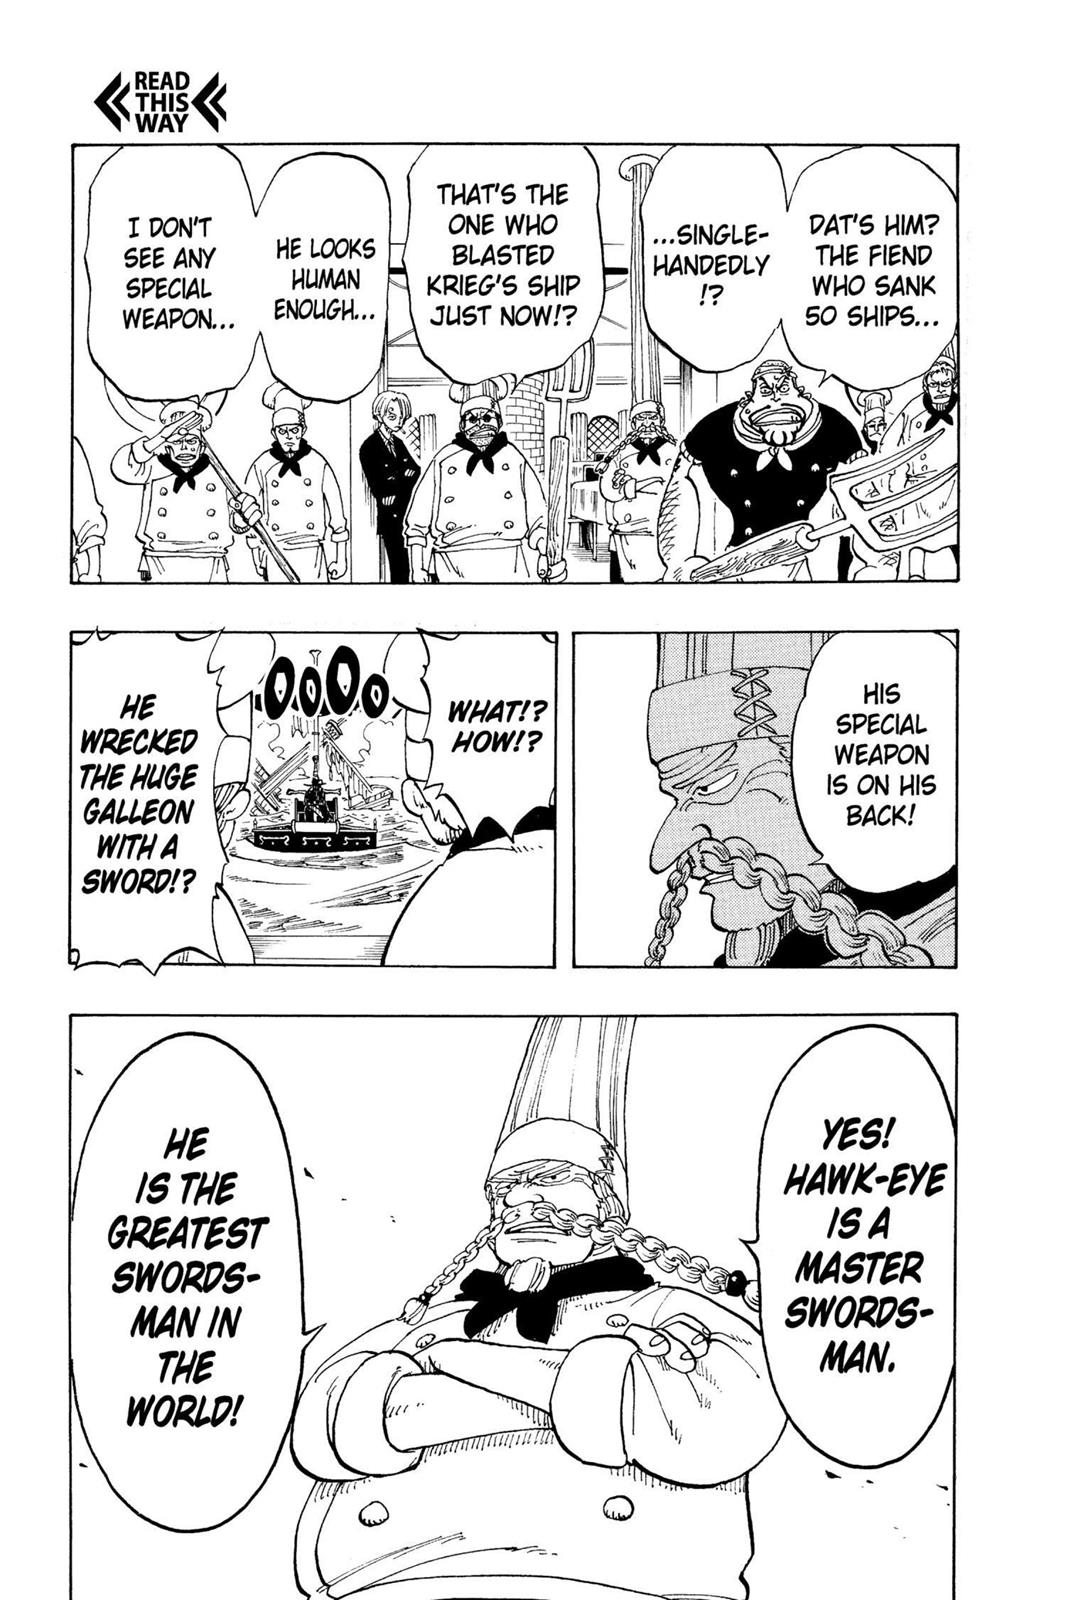 READ
THIS
WAY
DAT'S HIM?
THE FIEND
WHO SANK
50 SHIPS...
...SINGLE-
HANDEDLY
!?
THAT'S THE
ONE WHO
BLASTED
KRIEG'S SHIP
JUST NOW!?
HE LOOKS
HUMAN
ENOUGH...
I DON'T
SEE ANY
SPECIAL
WEAPON...
HIS
SPECIAL
WEAPON
IS ON HIS
BACK!
WHAT!?
HOW!?
HE
WRECKED
THE HUGE
GALLEON
WITH A
SWORD!?
YES!
HAWK-EYE
IS A
MASTER
SWORDS-
MAN.
HE
IS THE
GREATEST
SWORDS-
MAN IN
THE
WORLD!